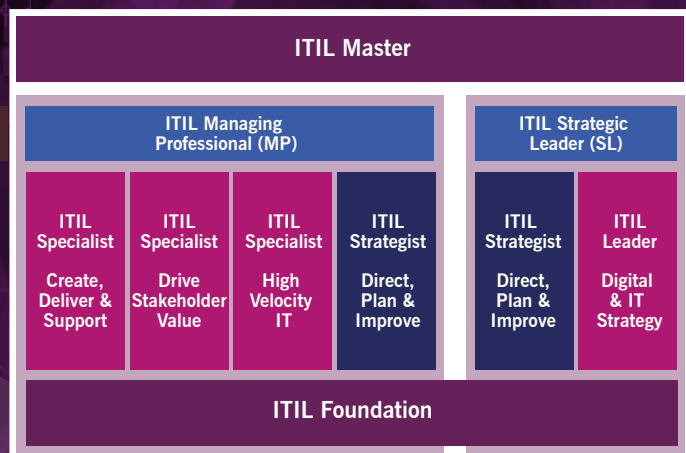 ITIL Master
ITIL Managing
Professional (MP)
ITIL Strategic
Leader (SL)
ITIL
Specialist
Create,
Deliver &
Support
ITIL
Specialist
Drive
Stakeholder
Value
ITIL
Specialist
High
Velocity
IT
ITIL
Strategist
Direct,
Plan &
Improve
ITIL
Strategist
Direct,
Plan &
Improve
ITIL
Leader
Digital
& IT
Strategy
ITIL Foundation